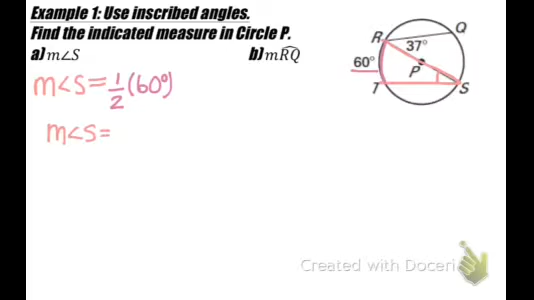 Example 1: Use inscribed angles.
Find the indicated measure in Circle P.
a) m∠S b) mR͡Q
m∠S = 1/2 (60°)
m∠S =
R
Q
37°
60°
P
T
S
Created with Doceri